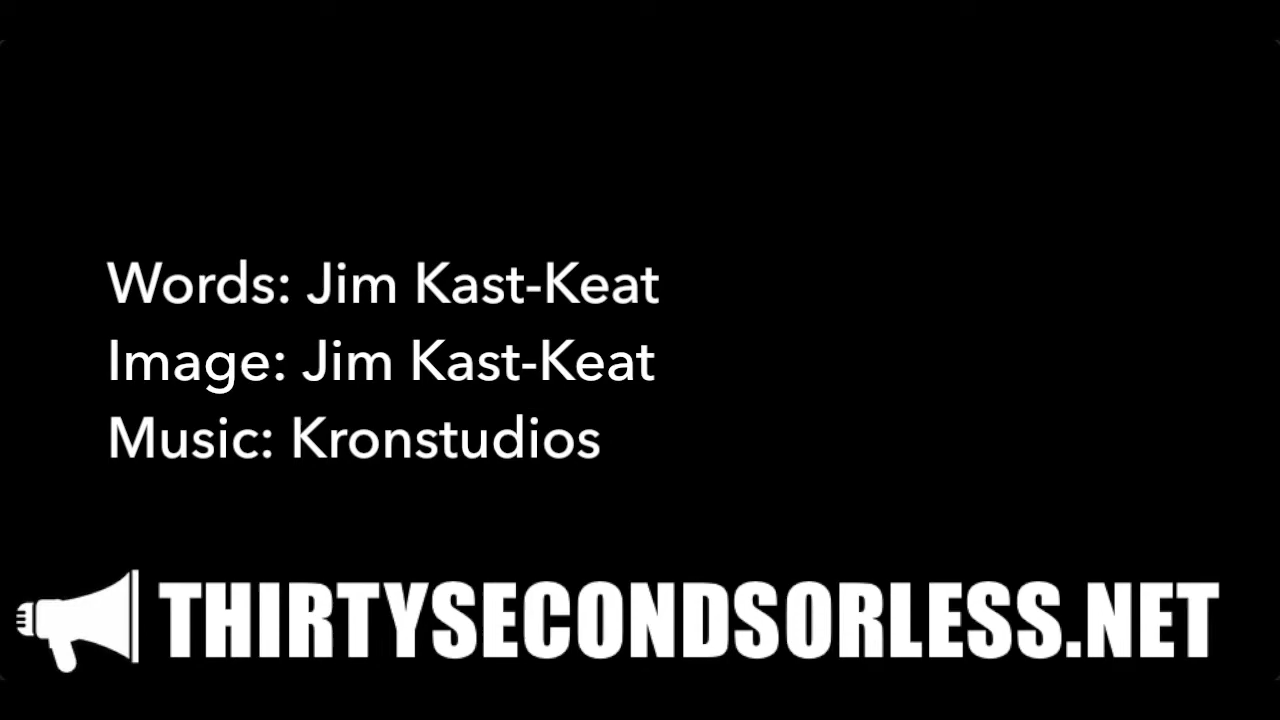 Words: Jim Kast-Keat
Image: Jim Kast-Keat
Music: Kronstudios
THIRTYSECONDSORLESS.NET